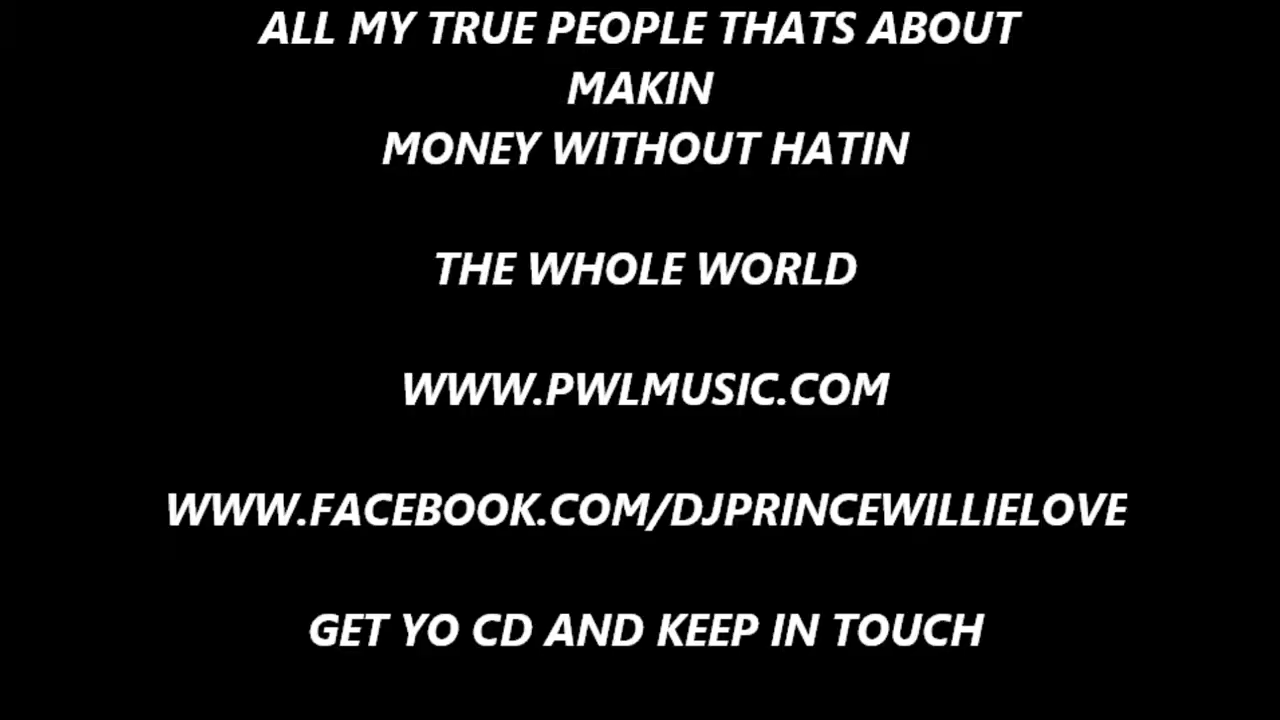 ALL MY TRUE PEOPLE THATS ABOUT
MAKIN
MONEY WITHOUT HATIN
THE WHOLE WORLD
WWW.PWLMUSIC.COM
WWW.FACEBOOK.COM/DJPRINCEWILLIELOVE
GET YO CD AND KEEP IN TOUCH